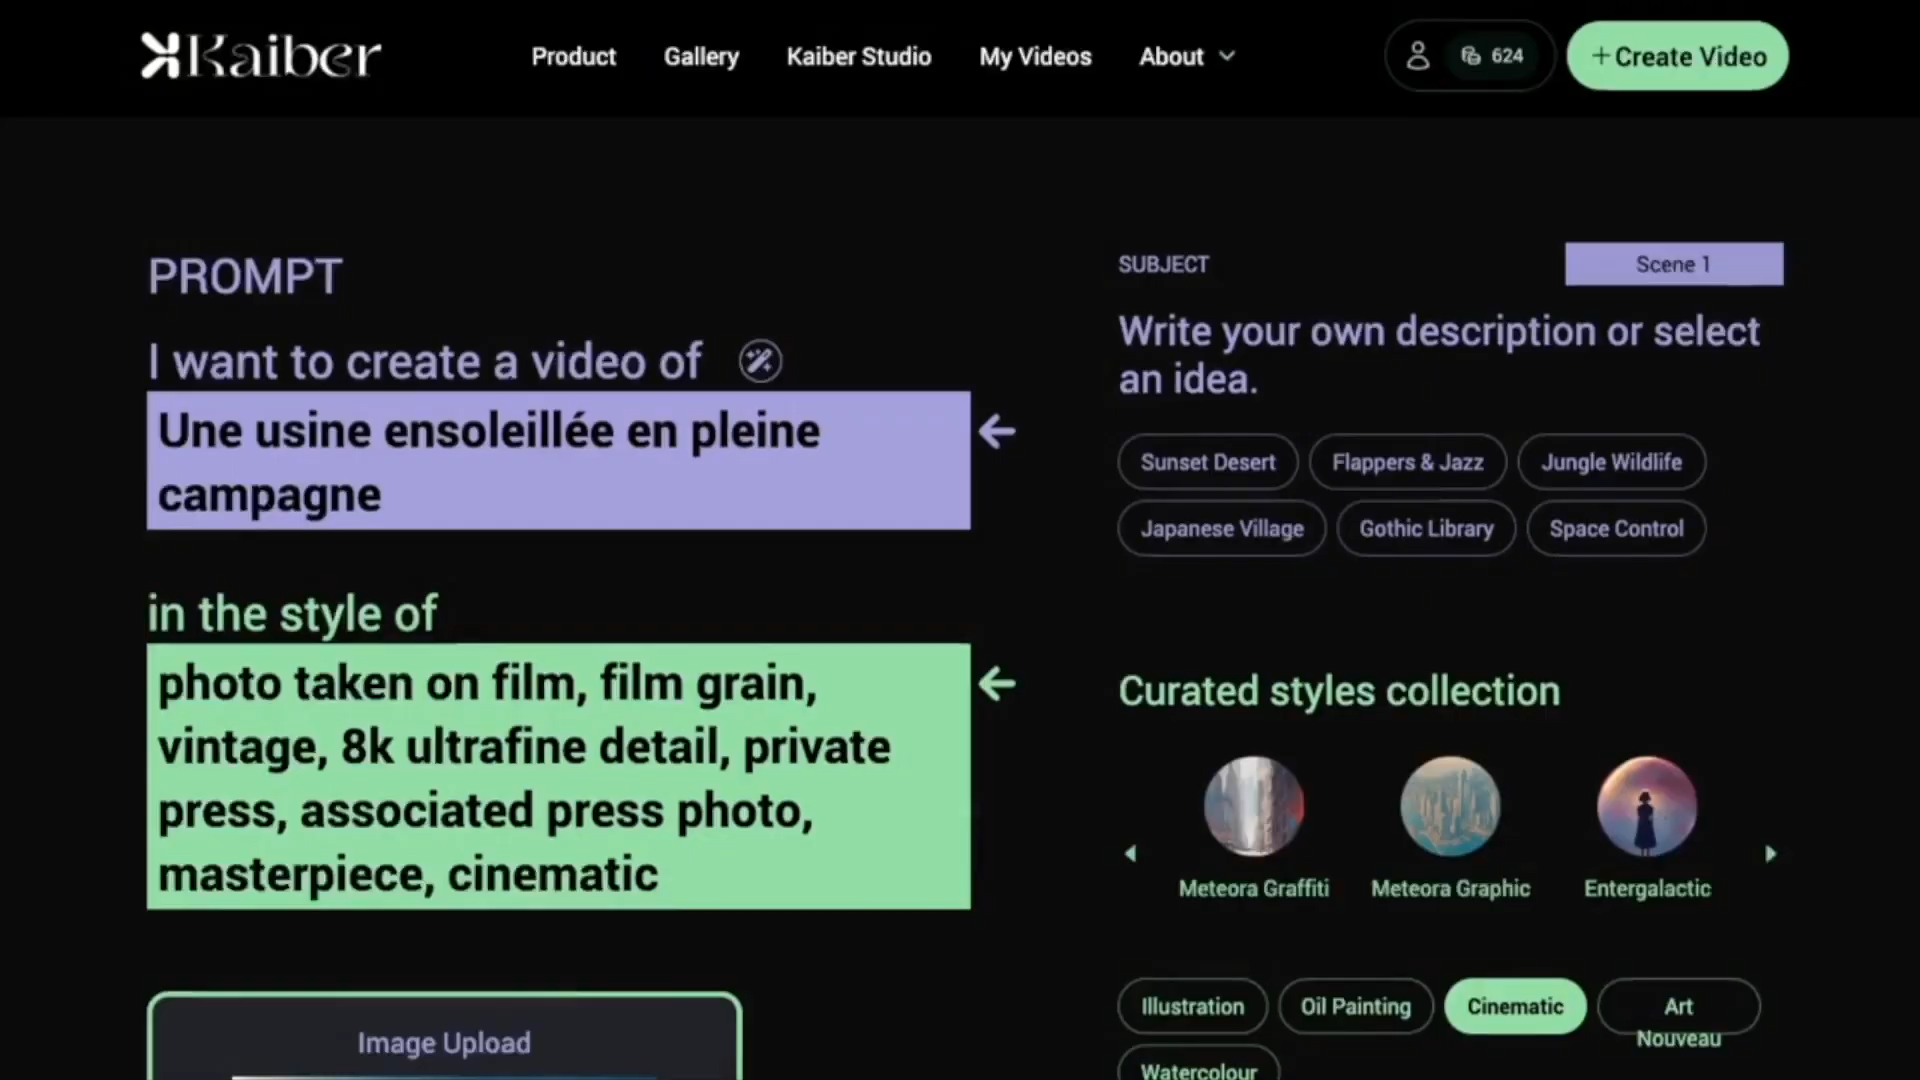 Kaiber
Product
Gallery
Kaiber Studio
My Videos
About
624
+Create Video
PROMPT
I want to create a video of
Une usine ensoleillée en pleine
campagne
in the style of
photo taken on film, film grain,
vintage, 8k ultrafine detail, private
press, associated press photo,
masterpiece, cinematic
Image Upload
SUBJECT
Scene 1
Write your own description or select
an idea.
Sunset Desert
Flappers & Jazz
Jungle Wildlife
Japanese Village
Gothic Library
Space Control
Curated styles collection
Meteora Graffiti
Meteora Graphic
Entergalactic
Illustration
Oil Painting
Cinematic
Art
Nouveau
Watercolour